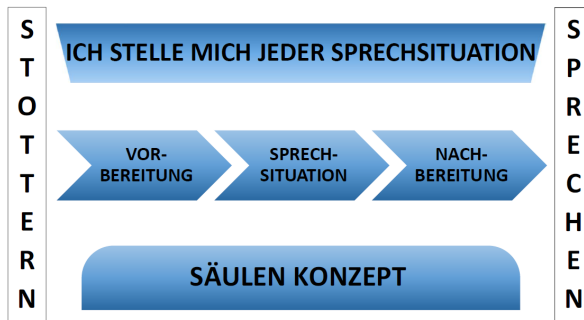 STOTTERN
ICH STELLE MICH JEDER SPRECHSITUATION
VOR-
BEREITUNG
SPRECH-
SITUATION
NACH-
BEREITUNG
SÄULEN KONZEPT
SPRECHEN